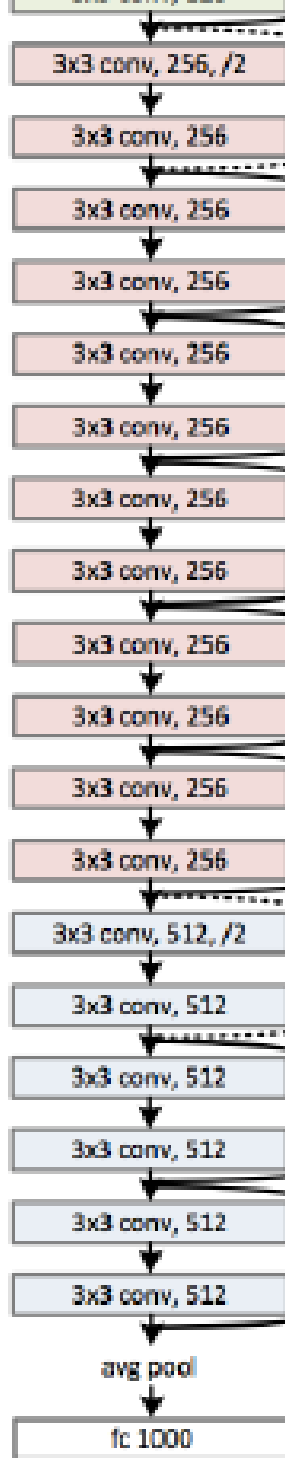 3x3 conv, 256, /2
3x3 conv, 256
3x3 conv, 256
3x3 conv, 256
3x3 conv, 256
3x3 conv, 256
3x3 conv, 256
3x3 conv, 256
3x3 conv, 256
3x3 conv, 256
3x3 conv, 256
3x3 conv, 256
3x3 conv, 512, /2
3x3 conv, 512
3x3 conv, 512
3x3 conv, 512
3x3 conv, 512
3x3 conv, 512
avg pool
fc 1000